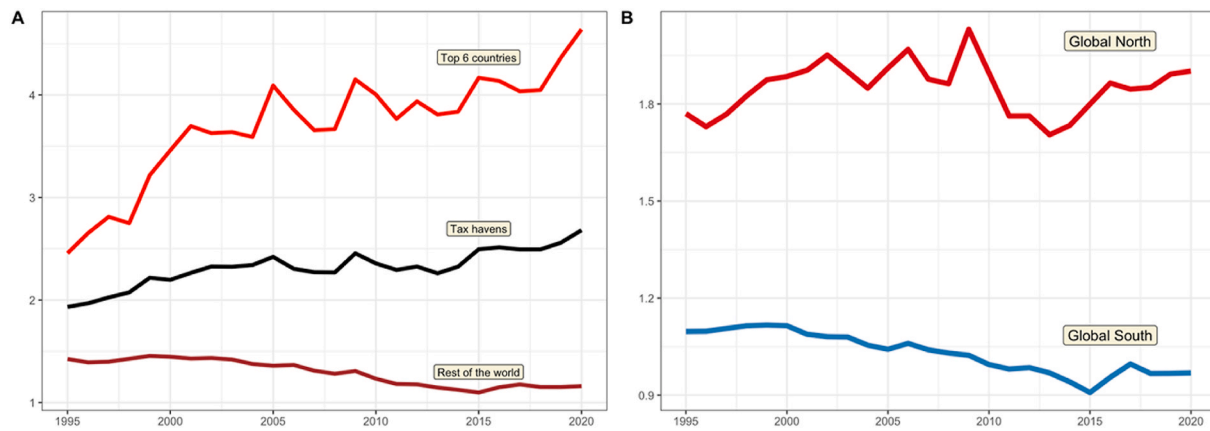 A
Top 6 countries
Tax havens
Rest of the world
4
3
2
1
1995 2000 2005 2010 2015 2020
B
Global North
Global South
1.8
1.5
1.2
0.9
1995 2000 2005 2010 2015 2020